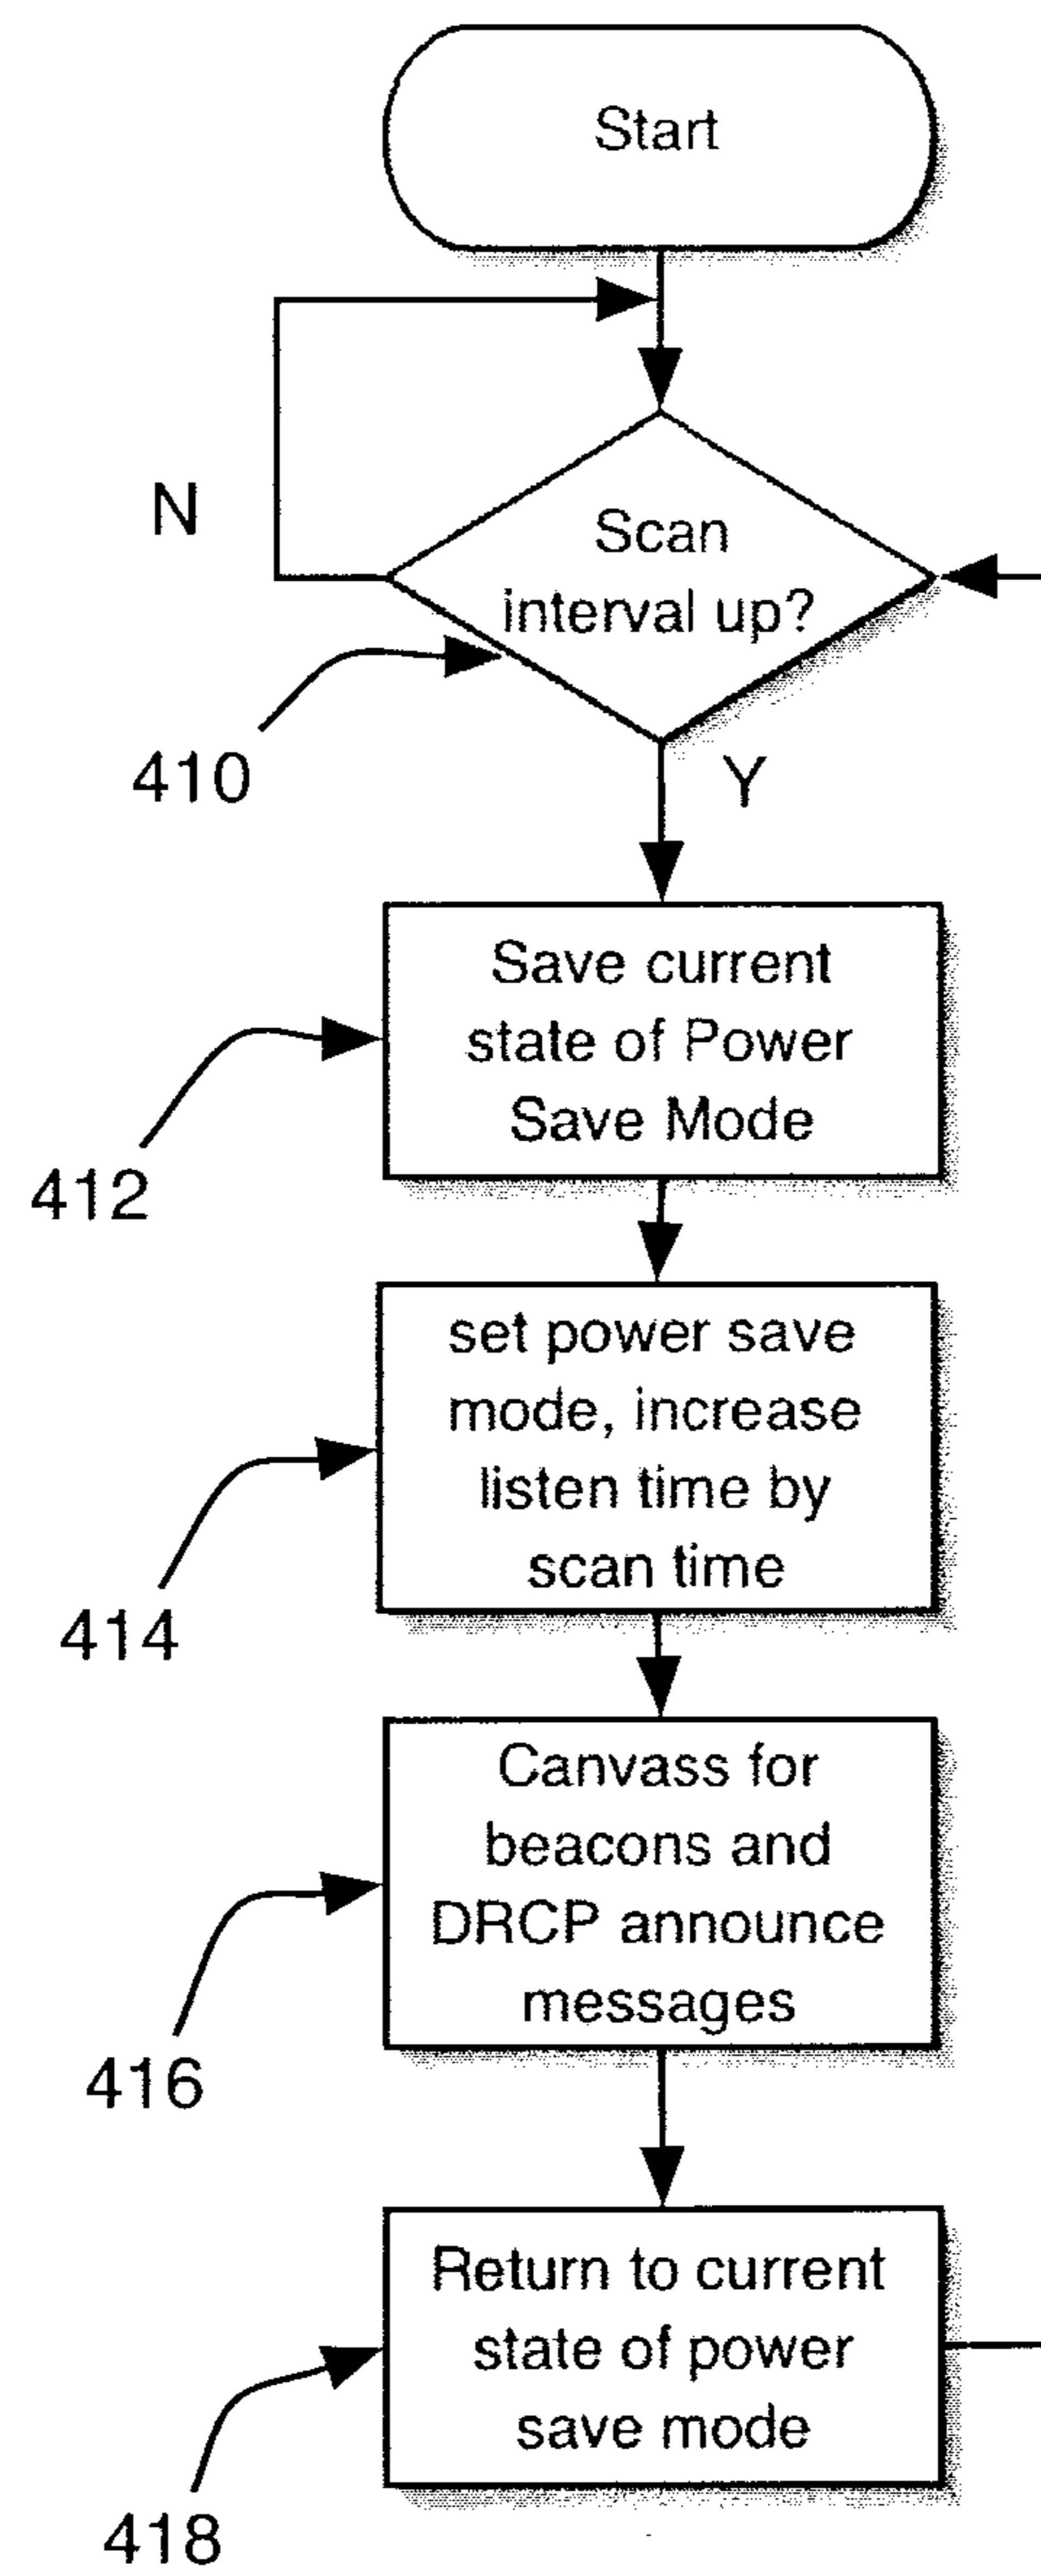 Start
N
Scan
interval up?
410
Y
Save current
state of Power
Save Mode
412
set power save
mode, increase
listen time by
scan time
414
Canvass for
beacons and
DRCP announce
messages
416
Return to current
state of power
save mode
418